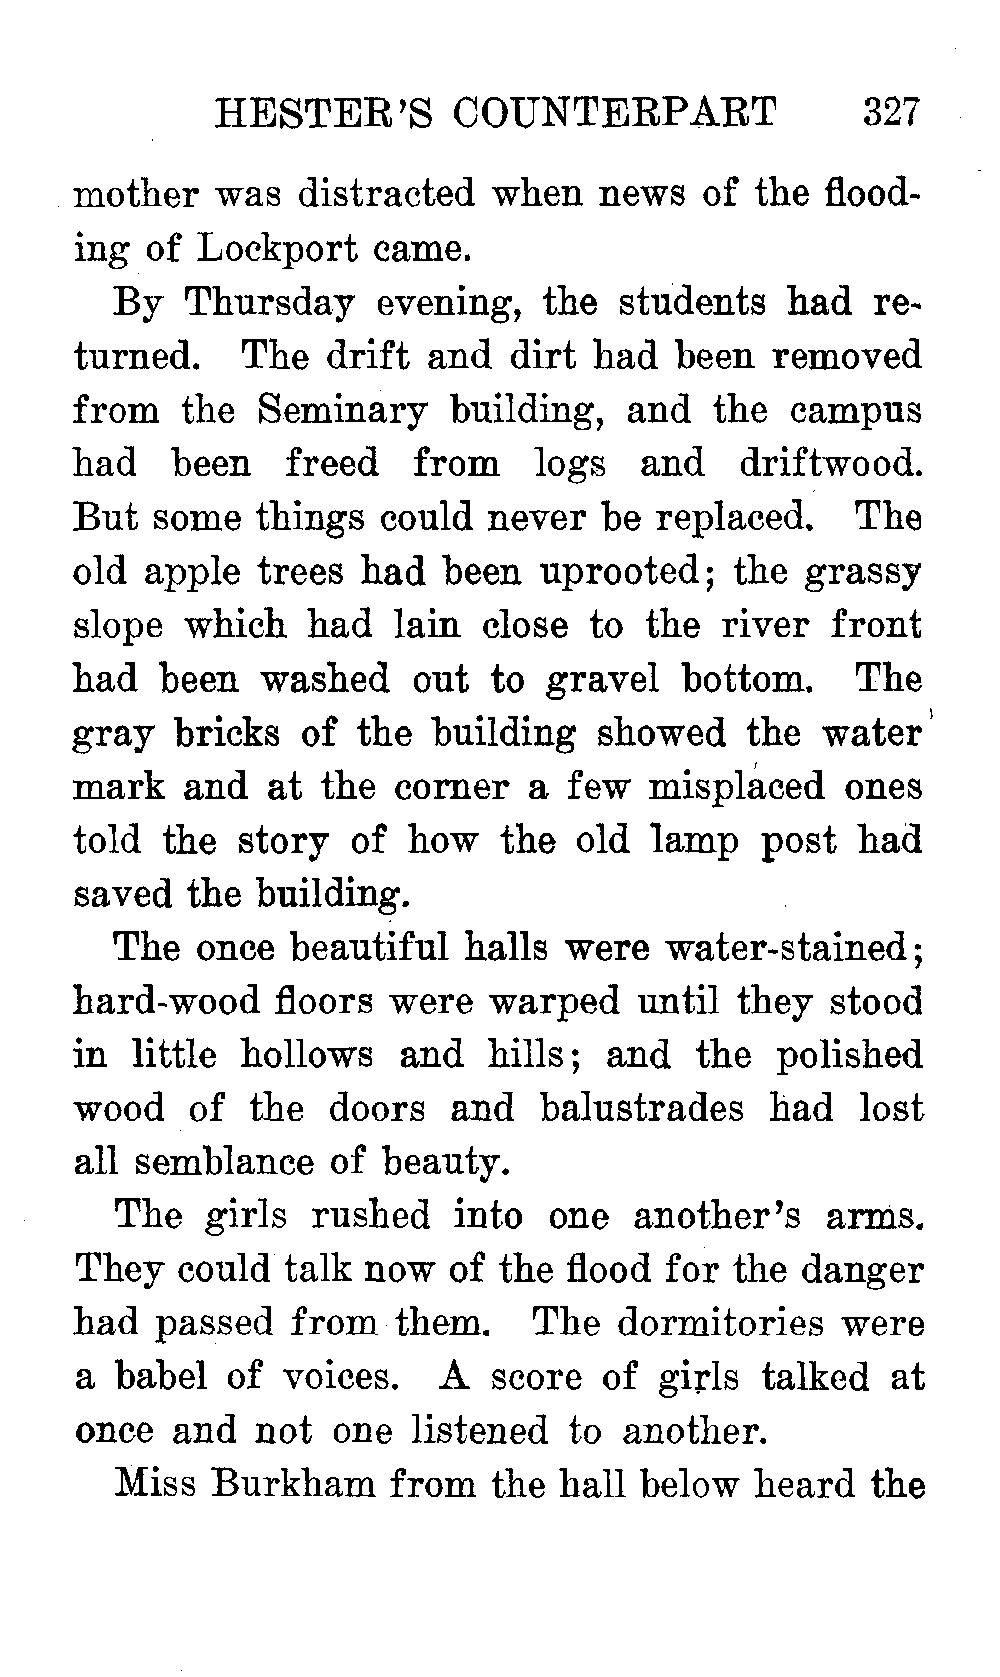 HESTER'S COUNTERPART 327
mother was distracted when news of the flood-
ing of Lockport came.
By Thursday evening, the students had re-
turned. The drift and dirt had been removed
from the Seminary building, and the campus
had been freed from logs and driftwood.
But some things could never be replaced. The
old apple trees had been uprooted; the grassy
slope which had lain close to the river front
had been washed out to gravel bottom. The
gray bricks of the building showed the water
mark and at the corner a few misplaced ones
told the story of how the old lamp post had
saved the building.
The once beautiful halls were water-stained;
hard-wood floors were warped until they stood
in little hollows and hills; and the polished
wood of the doors and balustrades had lost
all semblance of beauty.
The girls rushed into one another's arms.
They could talk now of the flood for the danger
had passed from them. The dormitories were
a babel of voices. A score of girls talked at
once and not one listened to another.
Miss Burkham from the hall below heard the